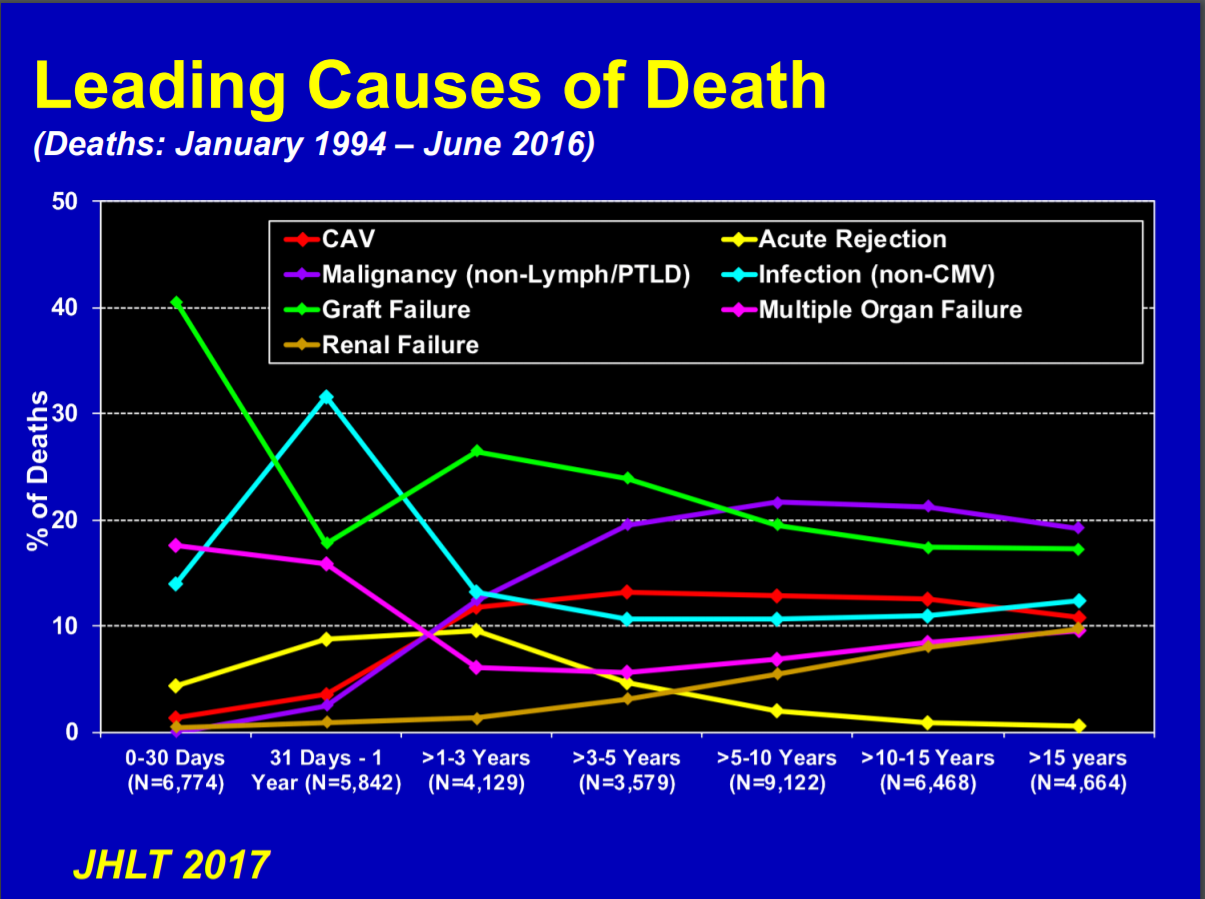 Leading Causes of Death
(Deaths: January 1994 – June 2016)
50
40
30
20
10
0
% of Deaths
CAV
Acute Rejection
Malignancy (non-Lymph/PTLD)
Infection (non-CMV)
Graft Failure
Multiple Organ Failure
Renal Failure
0-30 Days
(N=6,774)
31 Days - 1
Year (N=5,842)
>1-3 Years
(N=4,129)
>3-5 Years
(N=3,579)
>5-10 Years
(N=9,122)
>10-15 Years
(N=6,468)
>15 years
(N=4,664)
JHLT 2017